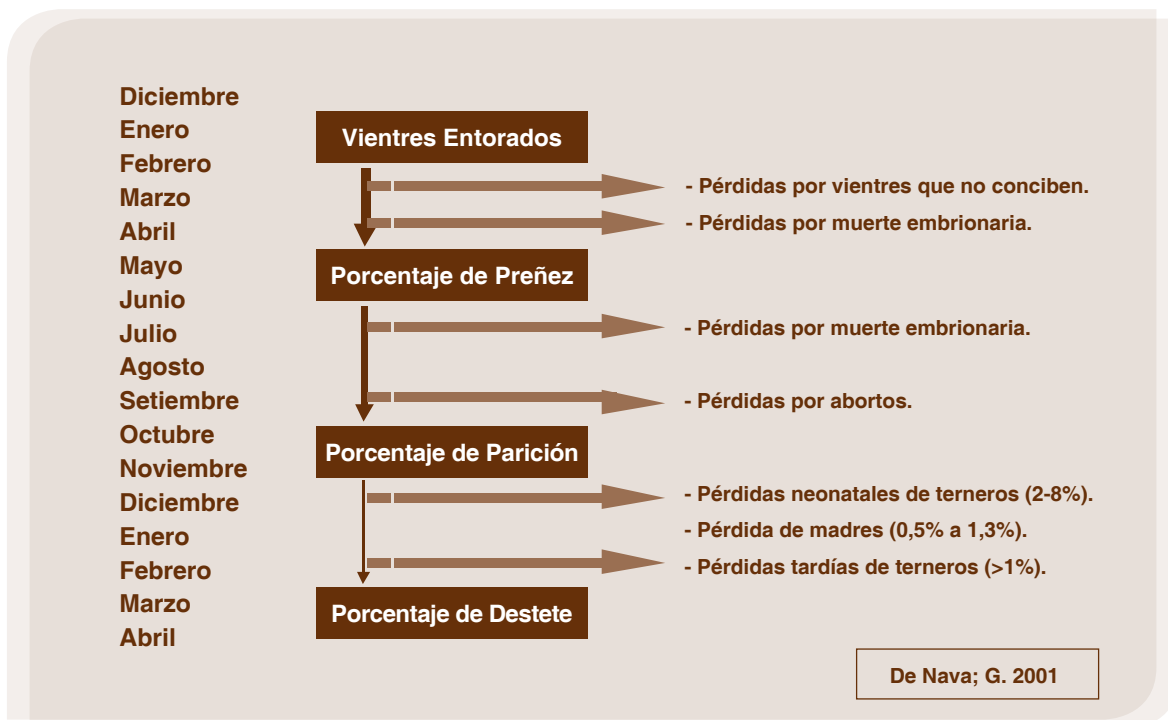 Diciembre
Enero
Febrero
Marzo
Abril
Mayo
Junio
Julio
Agosto
Setiembre
Octubre
Noviembre
Diciembre
Enero
Febrero
Marzo
Abril
Vientres Entorados
- Pérdidas por vientres que no conciben.
- Pérdidas por muerte embrionaria.
Porcentaje de Preñez
- Pérdidas por muerte embrionaria.
- Pérdidas por abortos.
Porcentaje de Parición
- Pérdidas neonatales de terneros (2-8%).
- Pérdida de madres (0,5% a 1,3%).
- Pérdidas tardías de terneros (>1%).
Porcentaje de Destete
De Nava; G. 2001